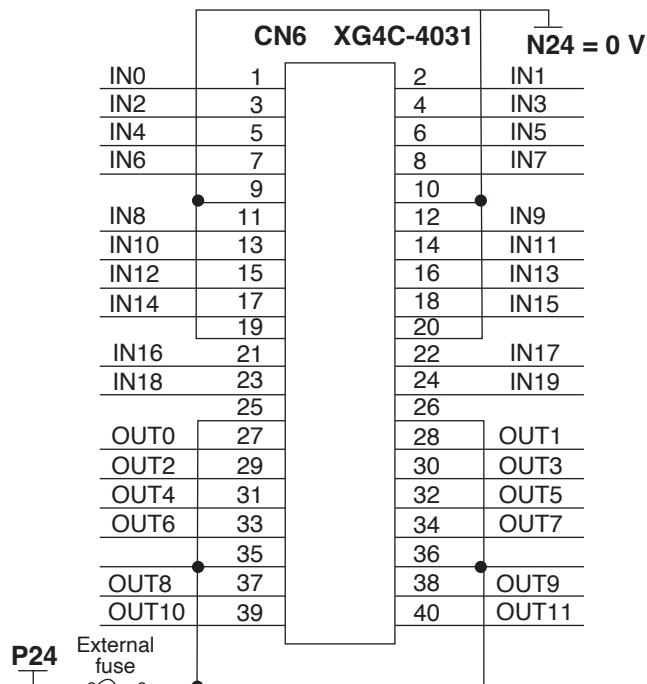 CN6 XG4C-4031
N24 = 0 V
IN0 1 2 IN1
IN2 3 4 IN3
IN4 5 6 IN5
IN6 7 8 IN7
9 10
IN8 11 12 IN9
IN10 13 14 IN11
IN12 15 16 IN13
IN14 17 18 IN15
19 20
IN16 21 22 IN17
IN18 23 24 IN19
25 26
OUT0 27 28 OUT1
OUT2 29 30 OUT3
OUT4 31 32 OUT5
OUT6 33 34 OUT7
35 36
OUT8 37 38 OUT9
OUT10 39 40 OUT11
P24 External
fuse